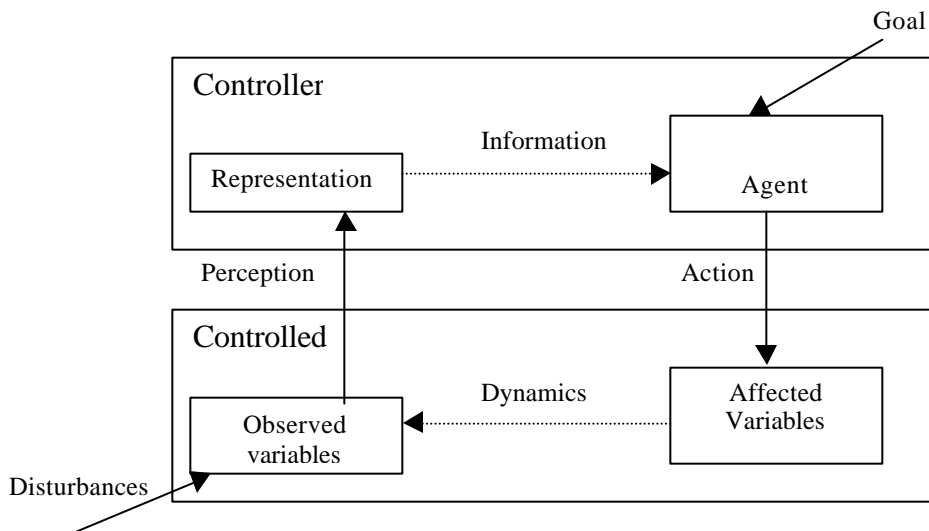 Goal
Controller
Information
Representation
Agent
Perception
Action
Controlled
Dynamics
Affected
Variables
Observed
variables
Disturbances